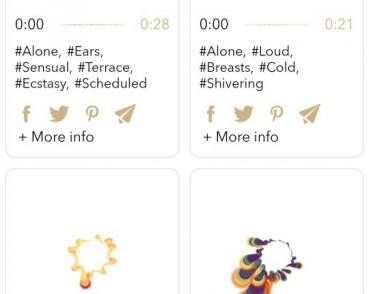 0:00 0:28
#Alone, #Ears,
#Sensual, #Terrace,
#Ecstasy, #Scheduled
+ More info
0:00 0:21
#Alone, #Loud,
#Breasts, #Cold,
#Shivering
+ More info